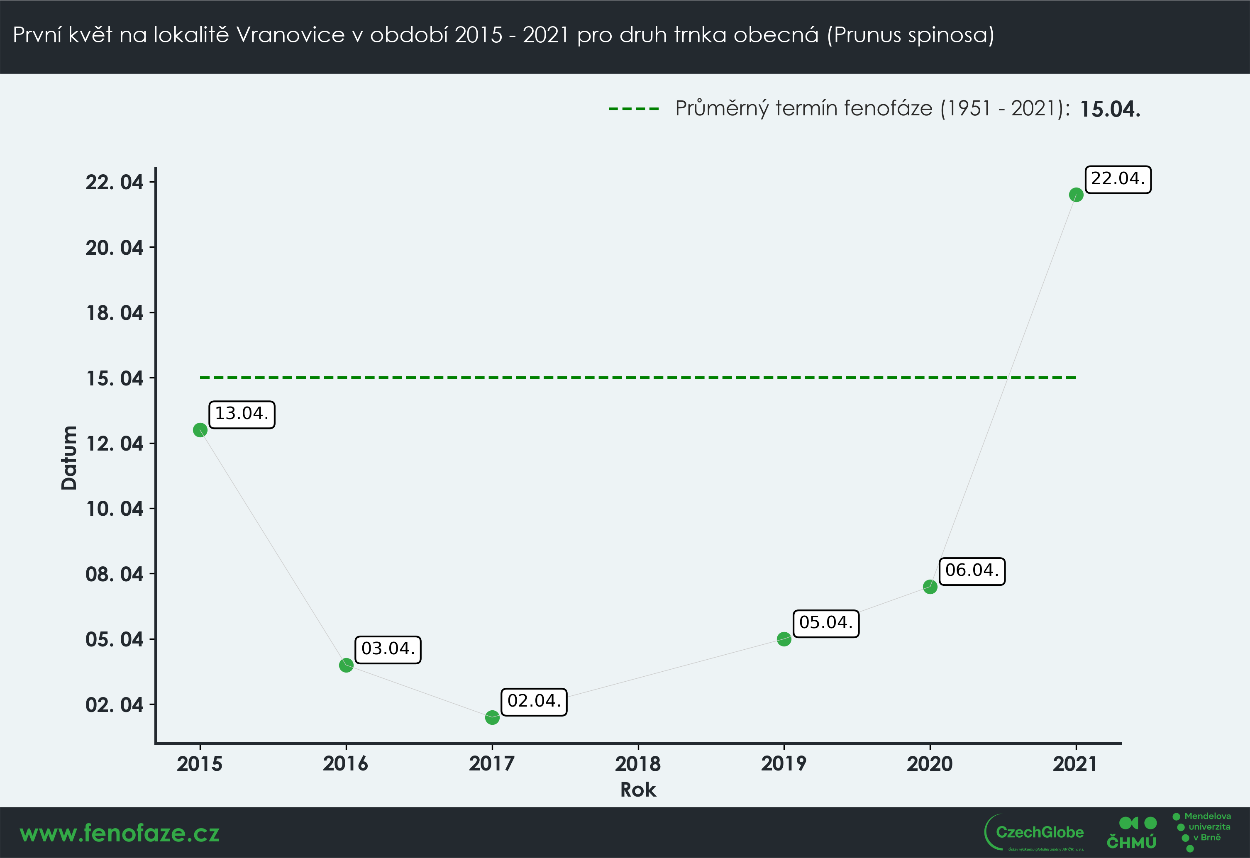 První květ na lokalitě Vranovice v období 2015 - 2021 pro druh trnka obecná (Prunus spinosa)
Průměrný termín fenofáze (1951 - 2021): 15.04.
22. 04
20. 04
18. 04
15. 04
12. 04
10. 04
08. 04
05. 04
02. 04
Datum
13.04.
03.04.
02.04.
05.04.
06.04.
22.04.
2015 2016 2017 2018 2019 2020 2021
Rok
www.fenofaze.cz
CzechGlobe
ČHMÚ
Mendelova
univerzita
v Brně